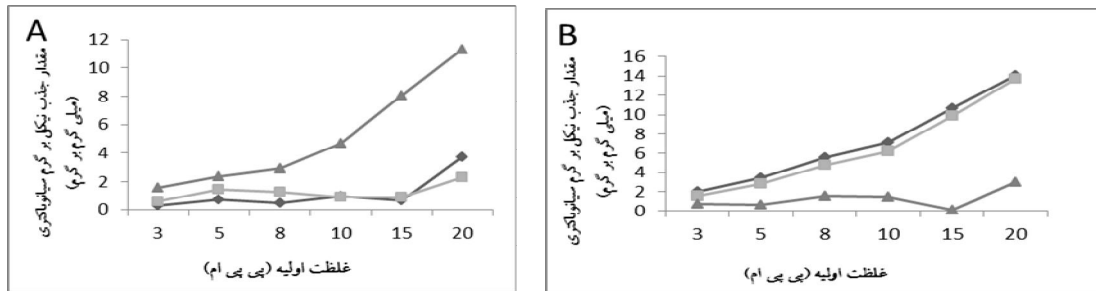 A
مقدار جذب نیکل بر گرم سیانوباکتری
(میلی گرم بر گرم)
12
10
8
6
4
2
0
3 5 8 10 15 20
غلظت اولیه (پی پی ام)
B
مقدار جذب نیکل بر گرم سیانوباکتری
(میلی گرم بر گرم)
16
14
12
10
8
6
4
2
0
3 5 8 10 15 20
غلظت اولیه (پی پی ام)